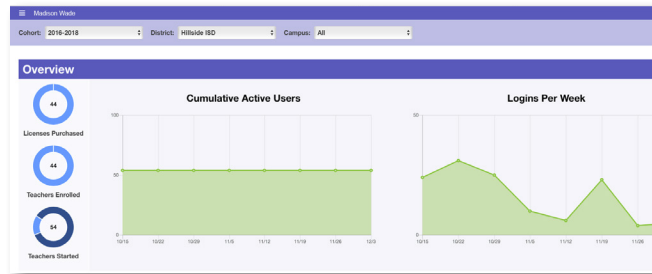 Madison Wade
Cohort: 2016-2018 District: Hillside ISD Campus: All
Overview
44
Licenses Purchased
44
Teachers Enrolled
54
Teachers Started
Cumulative Active Users
100
50
0
10/15 10/22 10/29 11/5 11/12 11/19 11/26 12/3
Logins Per Week
50
0
10/15 10/22 10/29 11/5 11/12 11/19 11/26